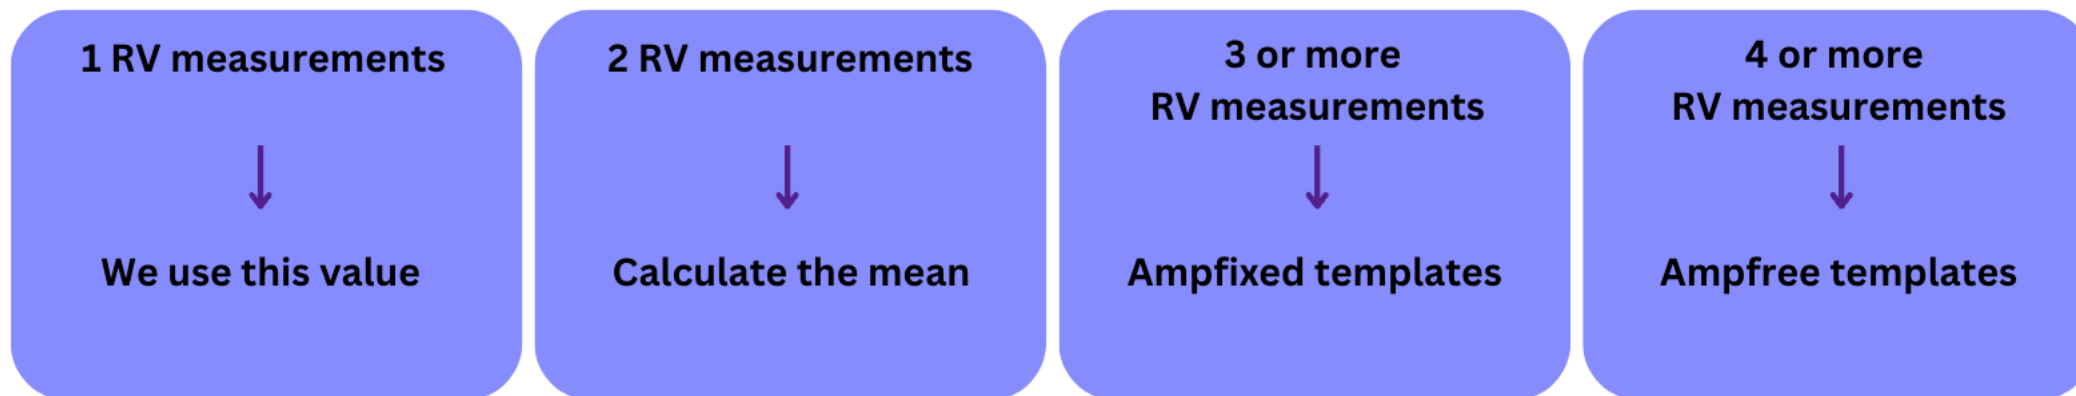 1 RV measurements
We use this value
2 RV measurements
Calculate the mean
3 or more
RV measurements
Ampfixed templates
4 or more
RV measurements
Ampfree templates